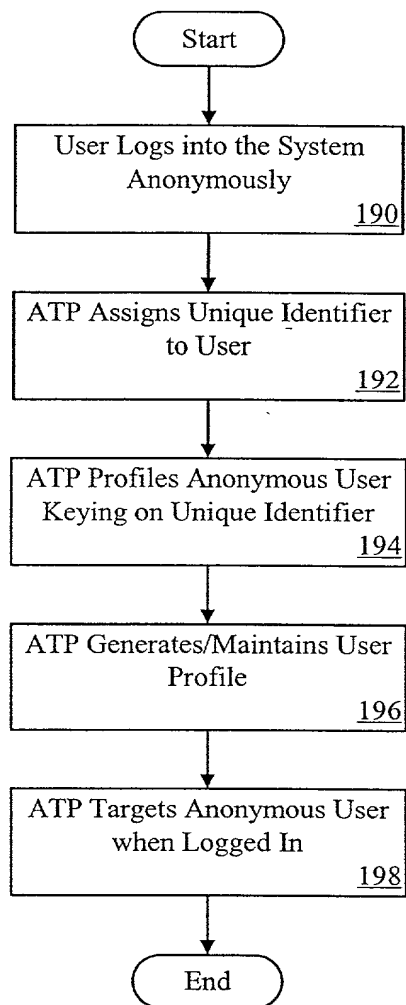 Start
User Logs into the System
Anonymously
190
ATP Assigns Unique Identifier
to User
192
ATP Profiles Anonymous User
Keying on Unique Identifier
194
ATP Generates/Maintains User
Profile
196
ATP Targets Anonymous User
when Logged In
198
End